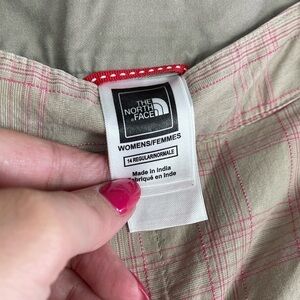 THE
NORTH
FACE
WOMENS/FEMMES
14 REGULAR/NORMALE
Made in India
Fabriqué en Inde